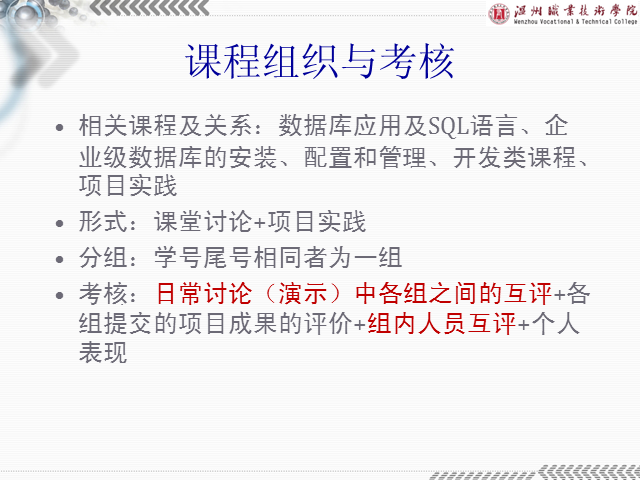 温州职业技术学院
Wenzhou Vocational & Technical College
课程组织与考核
• 相关课程及关系：数据库应用及SQL语言、企
业级数据库的安装、配置和管理、开发类课程、
项目实践
• 形式：课堂讨论+项目实践
• 分组：学号尾号相同者为一组
• 考核：日常讨论（演示）中各组之间的互评+各
组提交的项目成果的评价+组内人员互评+个人
表现